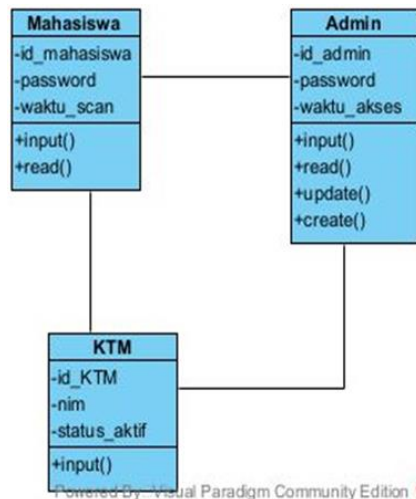 Mahasiswa
-id_mahasiswa
-password
-waktu_scan
+input()
+read()
Admin
-id_admin
-password
-waktu_akses
+input()
+read()
+update()
+create()
KTM
-id_KTM
-nim
-status_aktif
+input()
Powered By: Visual Paradigm Community Edition